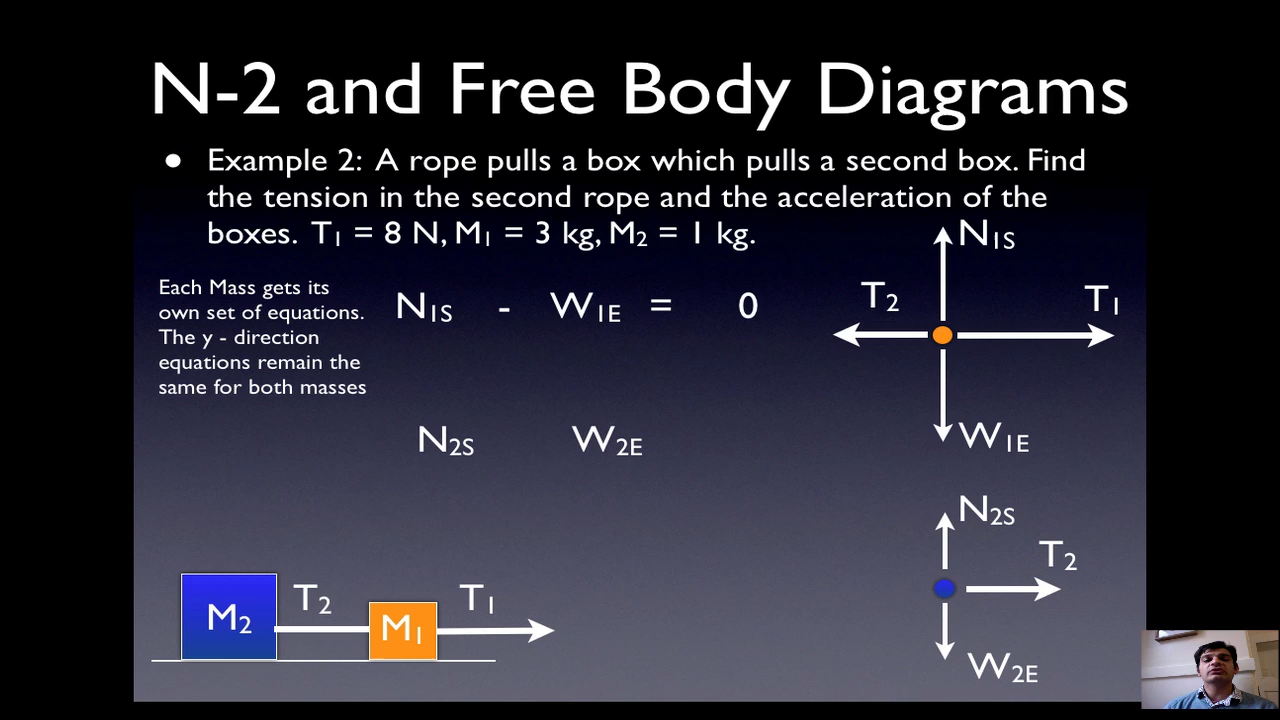 N-2 and Free Body Diagrams
● Example 2: A rope pulls a box which pulls a second box. Find
the tension in the second rope and the acceleration of the
boxes. T₁ = 8 N, M₁ = 3 kg, M₂ = 1 kg.
N₁S
Each Mass gets its
own set of equations.
The y - direction
equations remain the
same for both masses
N₁S - W₁E = 0
T₂
T₁
W₁E
N₂S W₂E
N₂S
T₂
W₂E
M₂
T₂
M₁
T₁